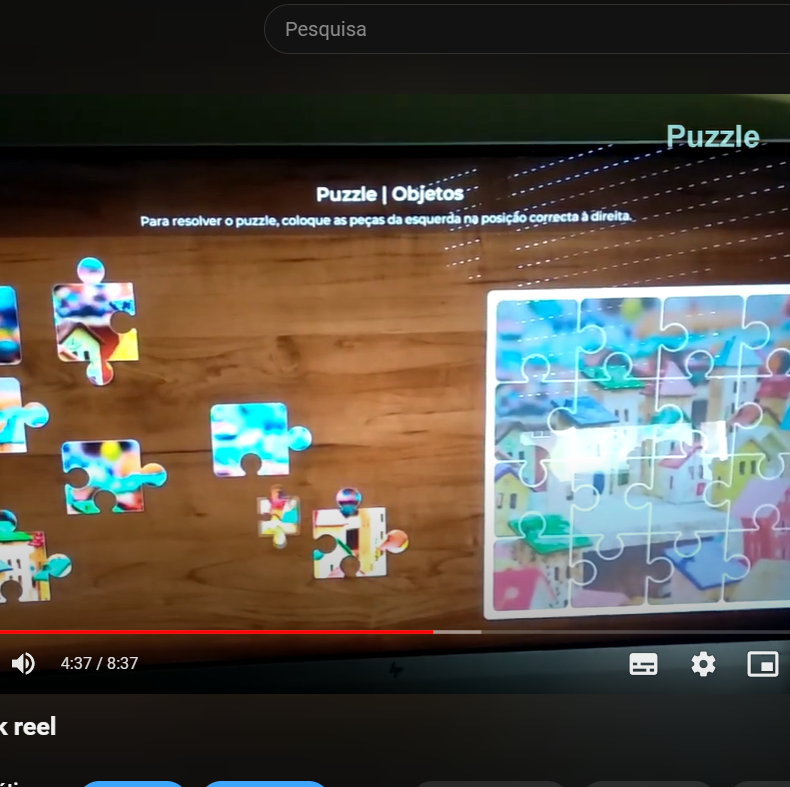 Pesquisa
Puzzle
Puzzle | Objetos
Para resolver o puzzle, coloque as peças da esquerda na posição correcta à direita.
4:37 / 8:37
k reel